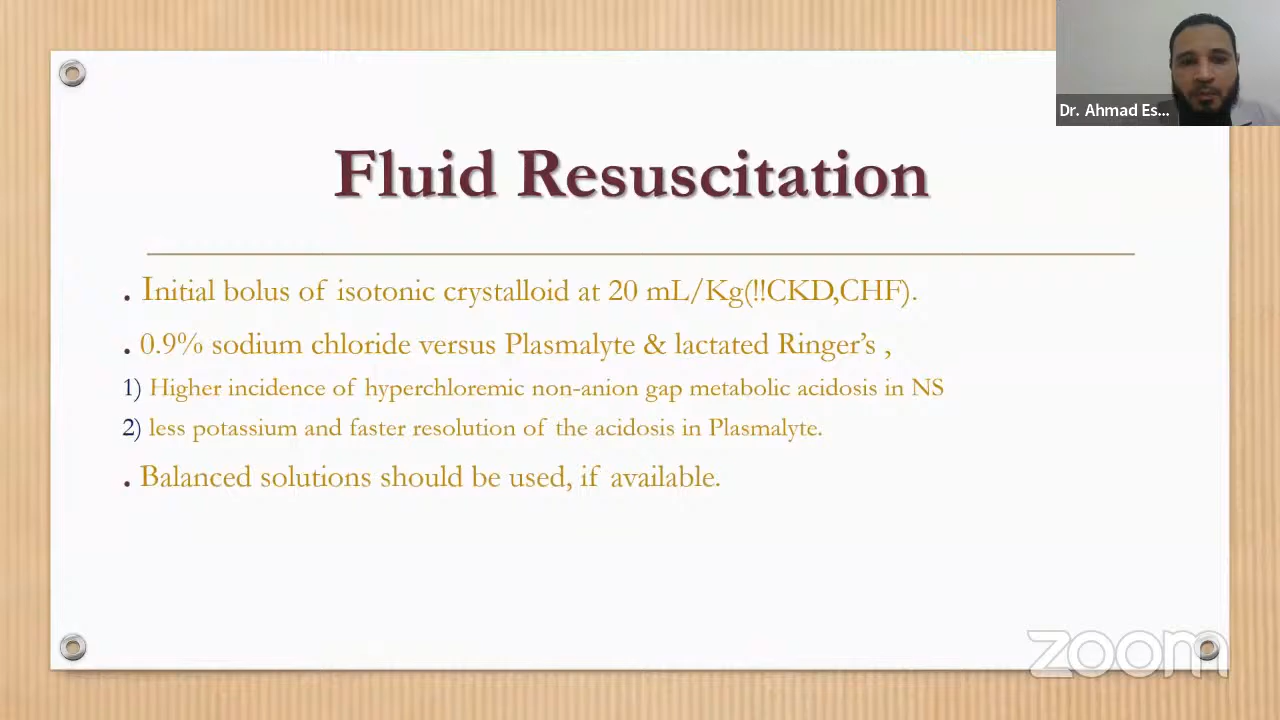 Dr. Ahmad Es...
Fluid Resuscitation
. Initial bolus of isotonic crystalloid at 20 mL/Kg(!!CKD,CHF).
. 0.9% sodium chloride versus Plasmalyte & lactated Ringer’s ,
1) Higher incidence of hyperchloremic non-anion gap metabolic acidosis in NS
2) less potassium and faster resolution of the acidosis in Plasmalyte.
. Balanced solutions should be used, if available.
zoom